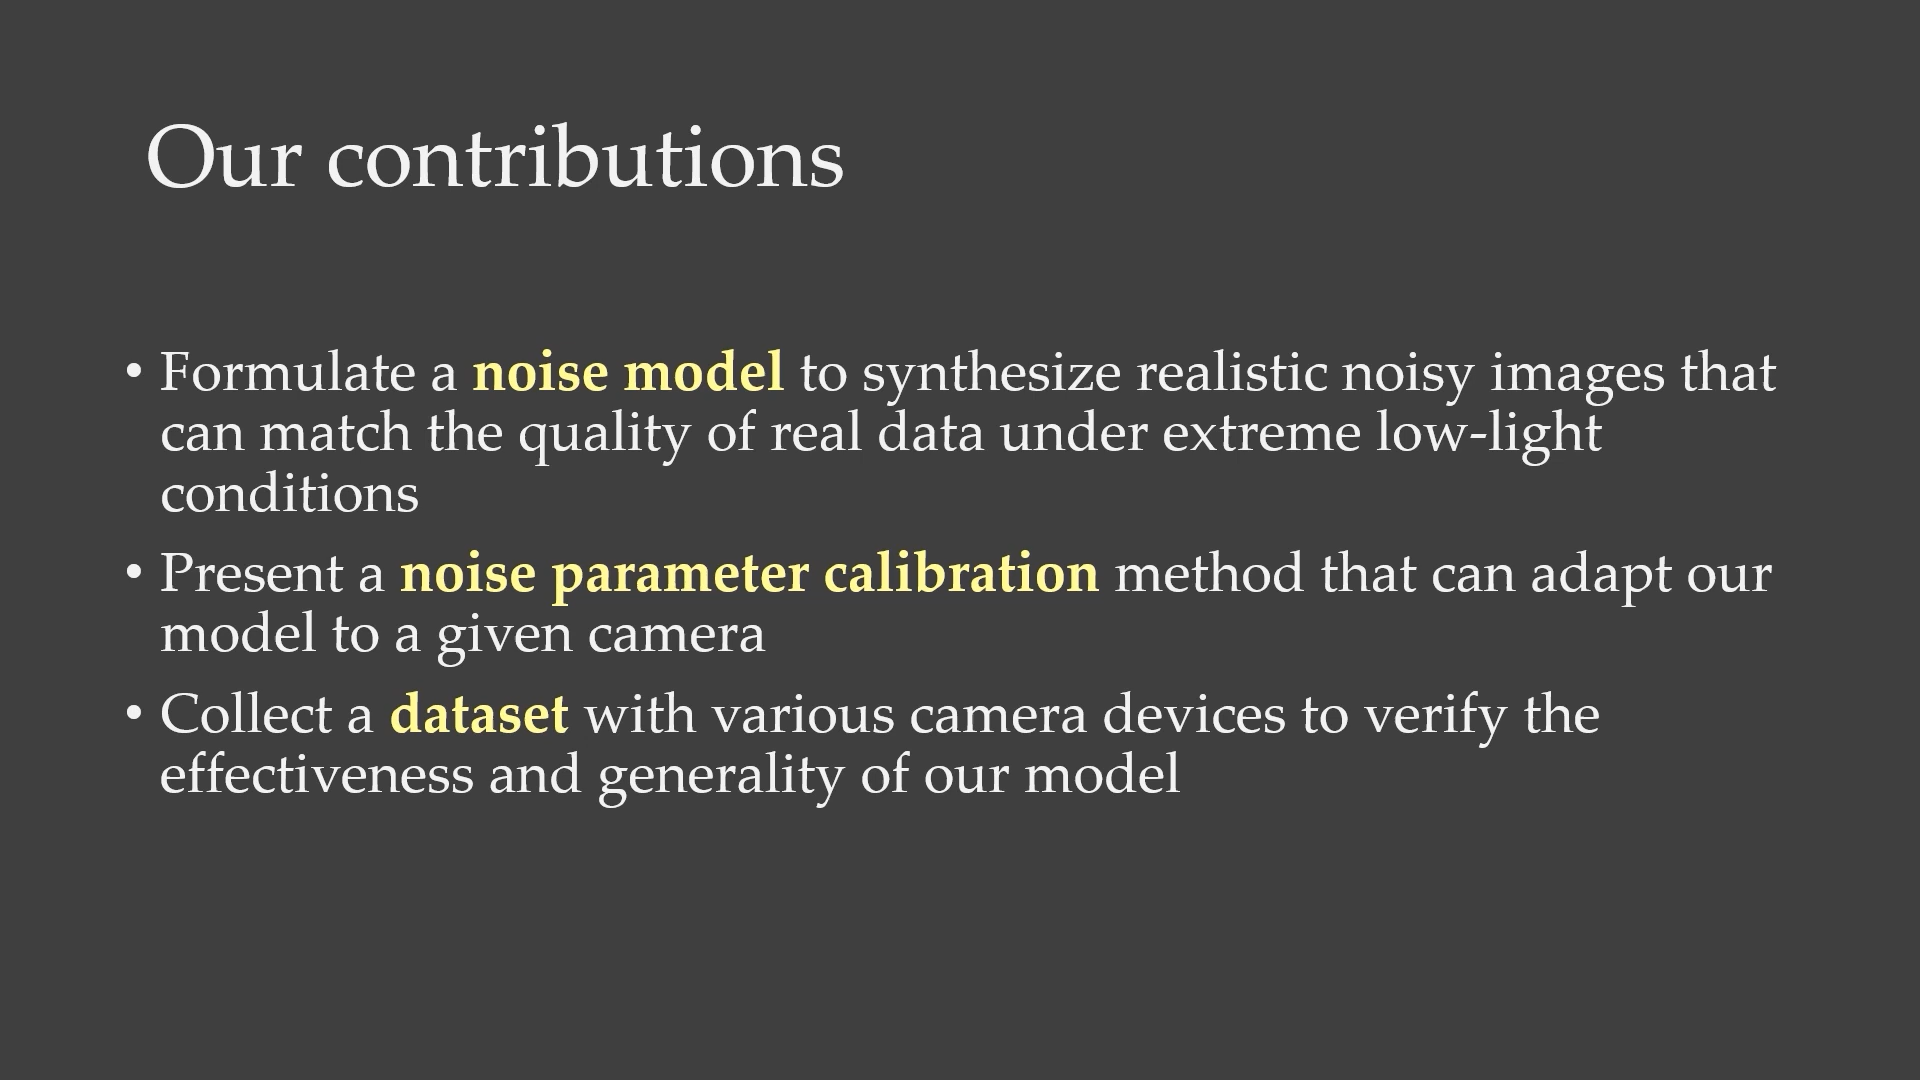 Our contributions
• Formulate a noise model to synthesize realistic noisy images that
can match the quality of real data under extreme low-light
conditions
• Present a noise parameter calibration method that can adapt our
model to a given camera
• Collect a dataset with various camera devices to verify the
effectiveness and generality of our model